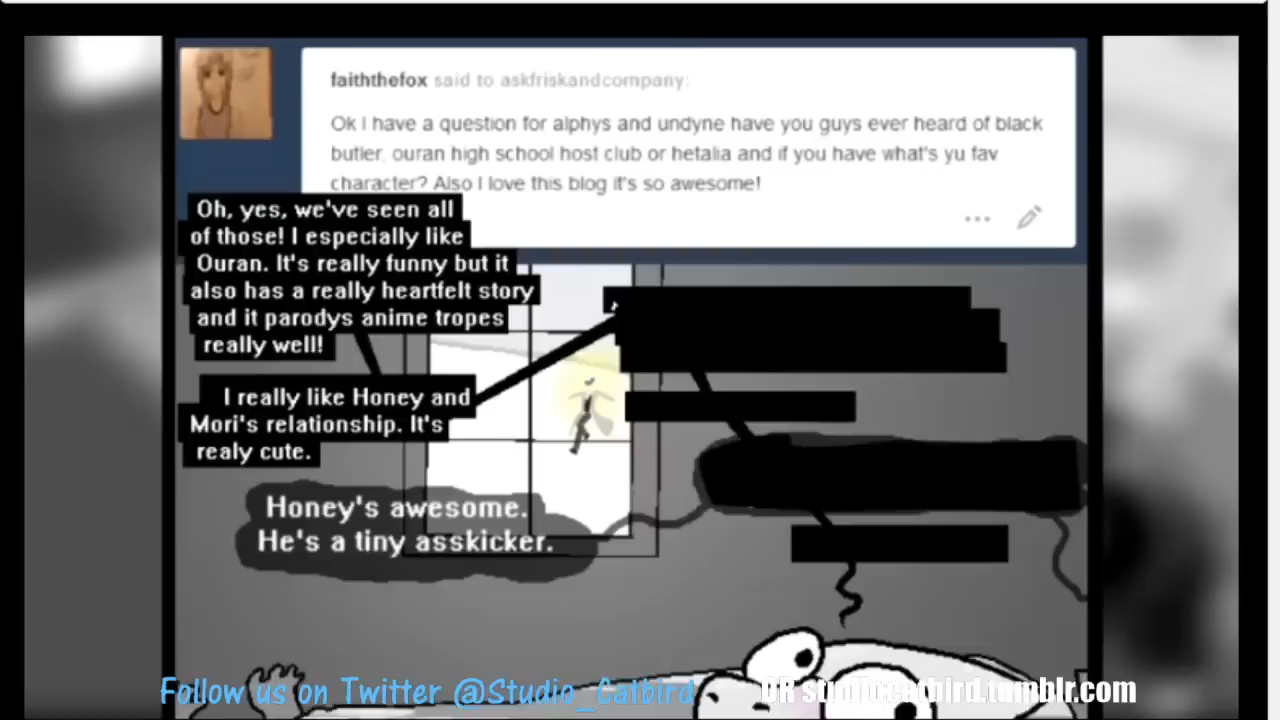 faiththefox said to askfriskandcompany:
Ok I have a question for alphys and undyne have you guys ever heard of black
butler, ouran high school host club or hetalia and if you have what's yu fav
character? Also I love this blog it's so awesome!
Oh, yes, we've seen all
of those! I especially like
Ouran. It's really funny but it
also has a really heartfelt story
and it parodys anime tropes
really well!
I really like Honey and
Mori's relationship. It's
realy cute.
Honey's awesome.
He's a tiny asskicker.
Follow us on Twitter @Studio_Catbird OR studiocatbird.tumblr.com